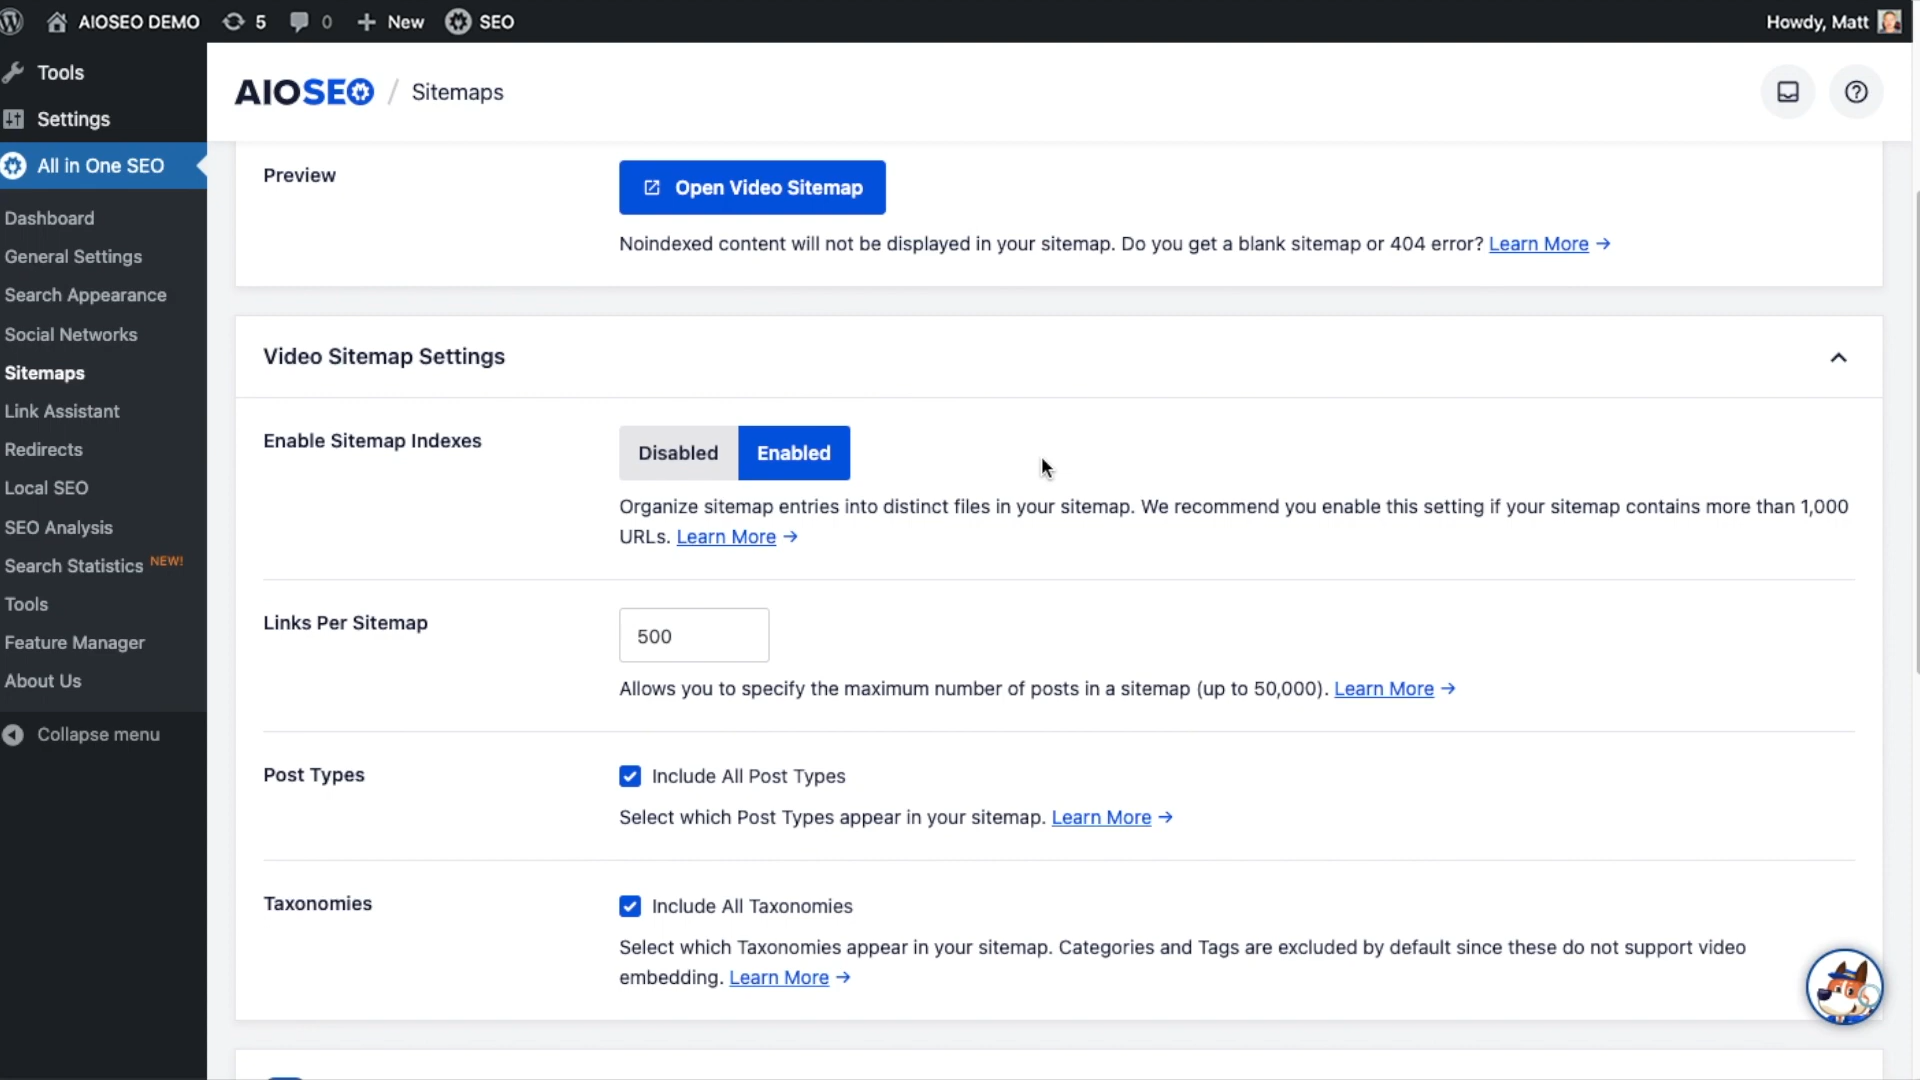 AIOSEO DEMO 5 0 New SEO Howdy, Matt
Tools
Settings
All in One SEO
Dashboard
General Settings
Search Appearance
Social Networks
Sitemaps
Link Assistant
Redirects
Local SEO
SEO Analysis
Search Statistics NEW!
Tools
Feature Manager
About Us
Collapse menu
AIOSEO / Sitemaps
Preview
Open Video Sitemap
Noindexed content will not be displayed in your sitemap. Do you get a blank sitemap or 404 error? Learn More →
Video Sitemap Settings
Enable Sitemap Indexes
Disabled Enabled
Organize sitemap entries into distinct files in your sitemap. We recommend you enable this setting if your sitemap contains more than 1,000
URLs. Learn More →
Links Per Sitemap
500
Allows you to specify the maximum number of posts in a sitemap (up to 50,000). Learn More →
Post Types
Include All Post Types
Select which Post Types appear in your sitemap. Learn More →
Taxonomies
Include All Taxonomies
Select which Taxonomies appear in your sitemap. Categories and Tags are excluded by default since these do not support video
embedding. Learn More →